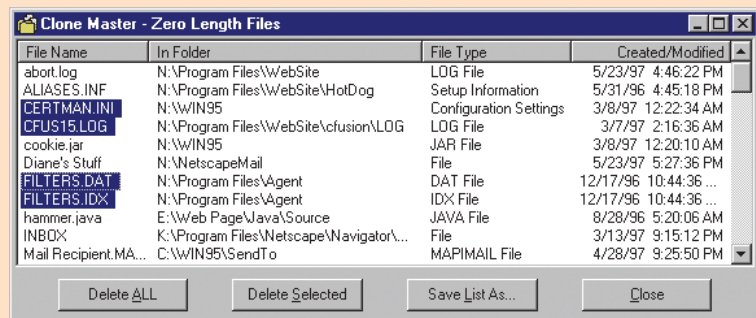 Clone Master - Zero Length Files
File Name In Folder File Type Created/Modified
abort.log N:\Program Files\WebSite LOG File 5/23/97 4:46:22 PM
ALIASES.INF N:\Program Files\WebSite\HotDog Setup Information 5/31/96 4:45:18 PM
CERTMAN.INI N:\WIN95 Configuration Settings 3/8/97 12:22:34 AM
CFUS15.LOG N:\Program Files\WebSite\cfusion\LOG LOG File 3/7/97 2:16:36 AM
cookie.jar N:\WIN95 JAR File 3/8/97 12:20:10 AM
Diane's Stuff N:\NetscapeMail File 5/23/97 5:27:36 PM
FILTERS.DAT N:\Program Files\Agent DAT File 12/17/96 10:44:36 ...
FILTERS.IDX N:\Program Files\Agent IDX File 12/17/96 10:44:36 ...
hammer.java E:\Web Page\Java\Source JAVA File 8/28/96 5:20:06 AM
INBOX K:\Program Files\Netscape\Navigator\... File 3/13/97 9:15:12 PM
Mail Recipient.MA... C:\WIN95\SendTo MAPIMAIL File 4/28/97 9:25:50 PM
Delete ALL Delete Selected Save List As... Close